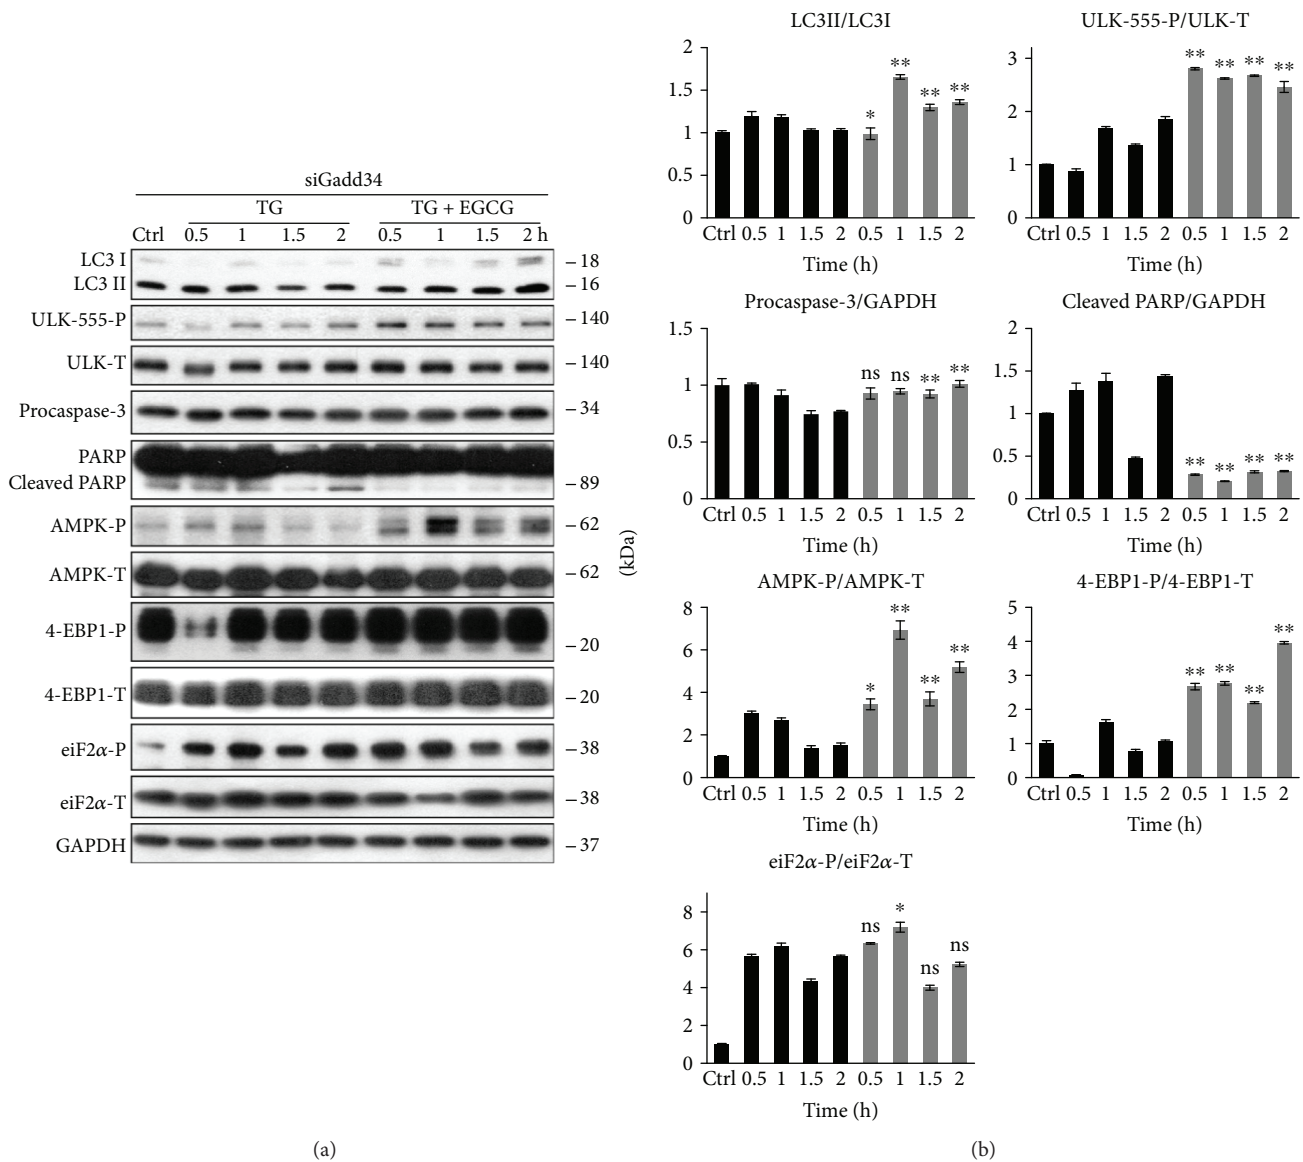 siGadd34
TG TG + EGCG
Ctrl 0.5 1 1.5 2 0.5 1 1.5 2 h
LC3 I – 18
LC3 II – 16
ULK-555-P – 140
ULK-T – 140
Procaspase-3 – 34
PARP
Cleaved PARP – 89
AMPK-P – 62
AMPK-T – 62
4-EBP1-P – 20
4-EBP1-T – 20
eiF2α-P – 38
eiF2α-T – 38
GAPDH – 37
(kDa)
(a)
LC3II/LC3I
2
1.5
1
0.5
0
* ** ** **
Ctrl 0.5 1 1.5 2 0.5 1 1.5 2
Time (h)
ULK-555-P/ULK-T
3
2
1
0
** ** ** **
Ctrl 0.5 1 1.5 2 0.5 1 1.5 2
Time (h)
Procaspase-3/GAPDH
1.5
1
0.5
0
ns ns ** **
Ctrl 0.5 1 1.5 2 0.5 1 1.5 2
Time (h)
Cleaved PARP/GAPDH
2
1.5
1
0.5
0
** ** ** **
Ctrl 0.5 1 1.5 2 0.5 1 1.5 2
Time (h)
AMPK-P/AMPK-T
8
6
4
2
0
* ** ** **
Ctrl 0.5 1 1.5 2 0.5 1 1.5 2
Time (h)
4-EBP1-P/4-EBP1-T
5
4
3
2
1
0
** ** ** **
Ctrl 0.5 1 1.5 2 0.5 1 1.5 2
Time (h)
eiF2α-P/eiF2α-T
8
6
4
2
0
ns * ns ns
Ctrl 0.5 1 1.5 2 0.5 1 1.5 2
Time (h)
(b)